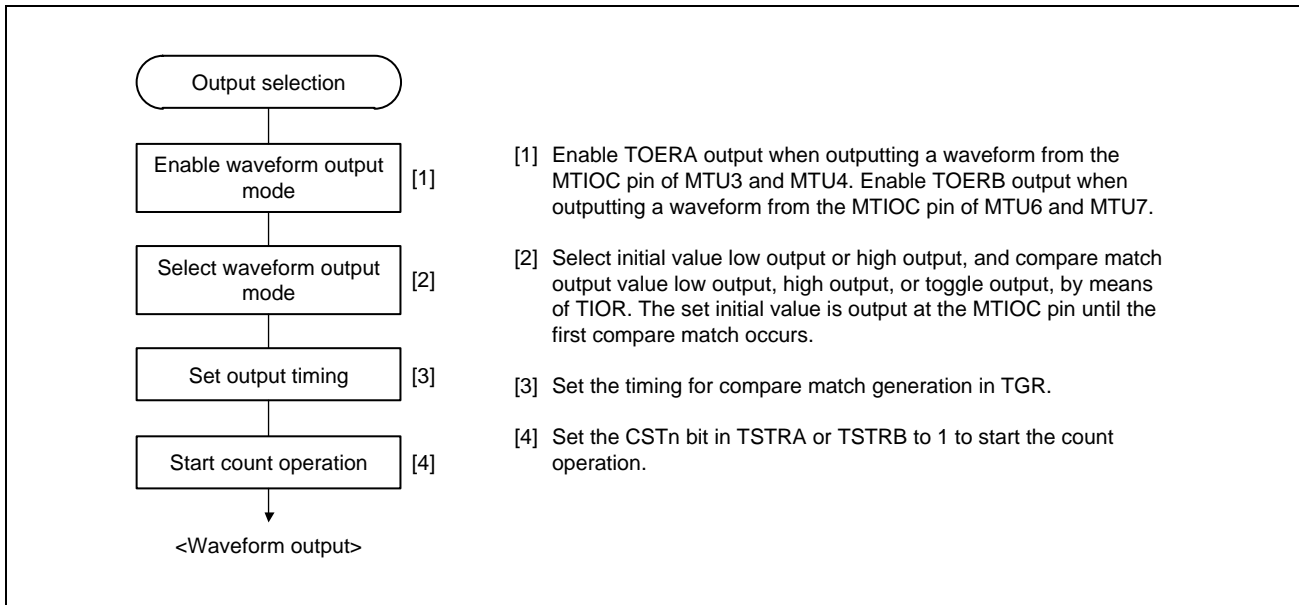 Output selection
Enable waveform output
mode
[1]
Select waveform output
mode
[2]
Set output timing
[3]
Start count operation
[4]
<Waveform output>
[1] Enable TOERA output when outputting a waveform from the
MTIOC pin of MTU3 and MTU4. Enable TOERB output when
outputting a waveform from the MTIOC pin of MTU6 and MTU7.
[2] Select initial value low output or high output, and compare match
output value low output, high output, or toggle output, by means
of TIOR. The set initial value is output at the MTIOC pin until the
first compare match occurs.
[3] Set the timing for compare match generation in TGR.
[4] Set the CSTn bit in TSTRA or TSTRB to 1 to start the count
operation.